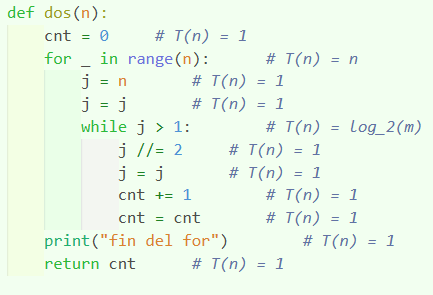 def dos(n):
    cnt = 0     # T(n) = 1
    for _ in range(n):      # T(n) = n
        j = n       # T(n) = 1
        j = j       # T(n) = 1
        while j > 1:        # T(n) = log_2(m)
            j //= 2     # T(n) = 1
            j = j       # T(n) = 1
            cnt += 1        # T(n) = 1
            cnt = cnt       # T(n) = 1
    print("fin del for")        # T(n) = 1
    return cnt      # T(n) = 1